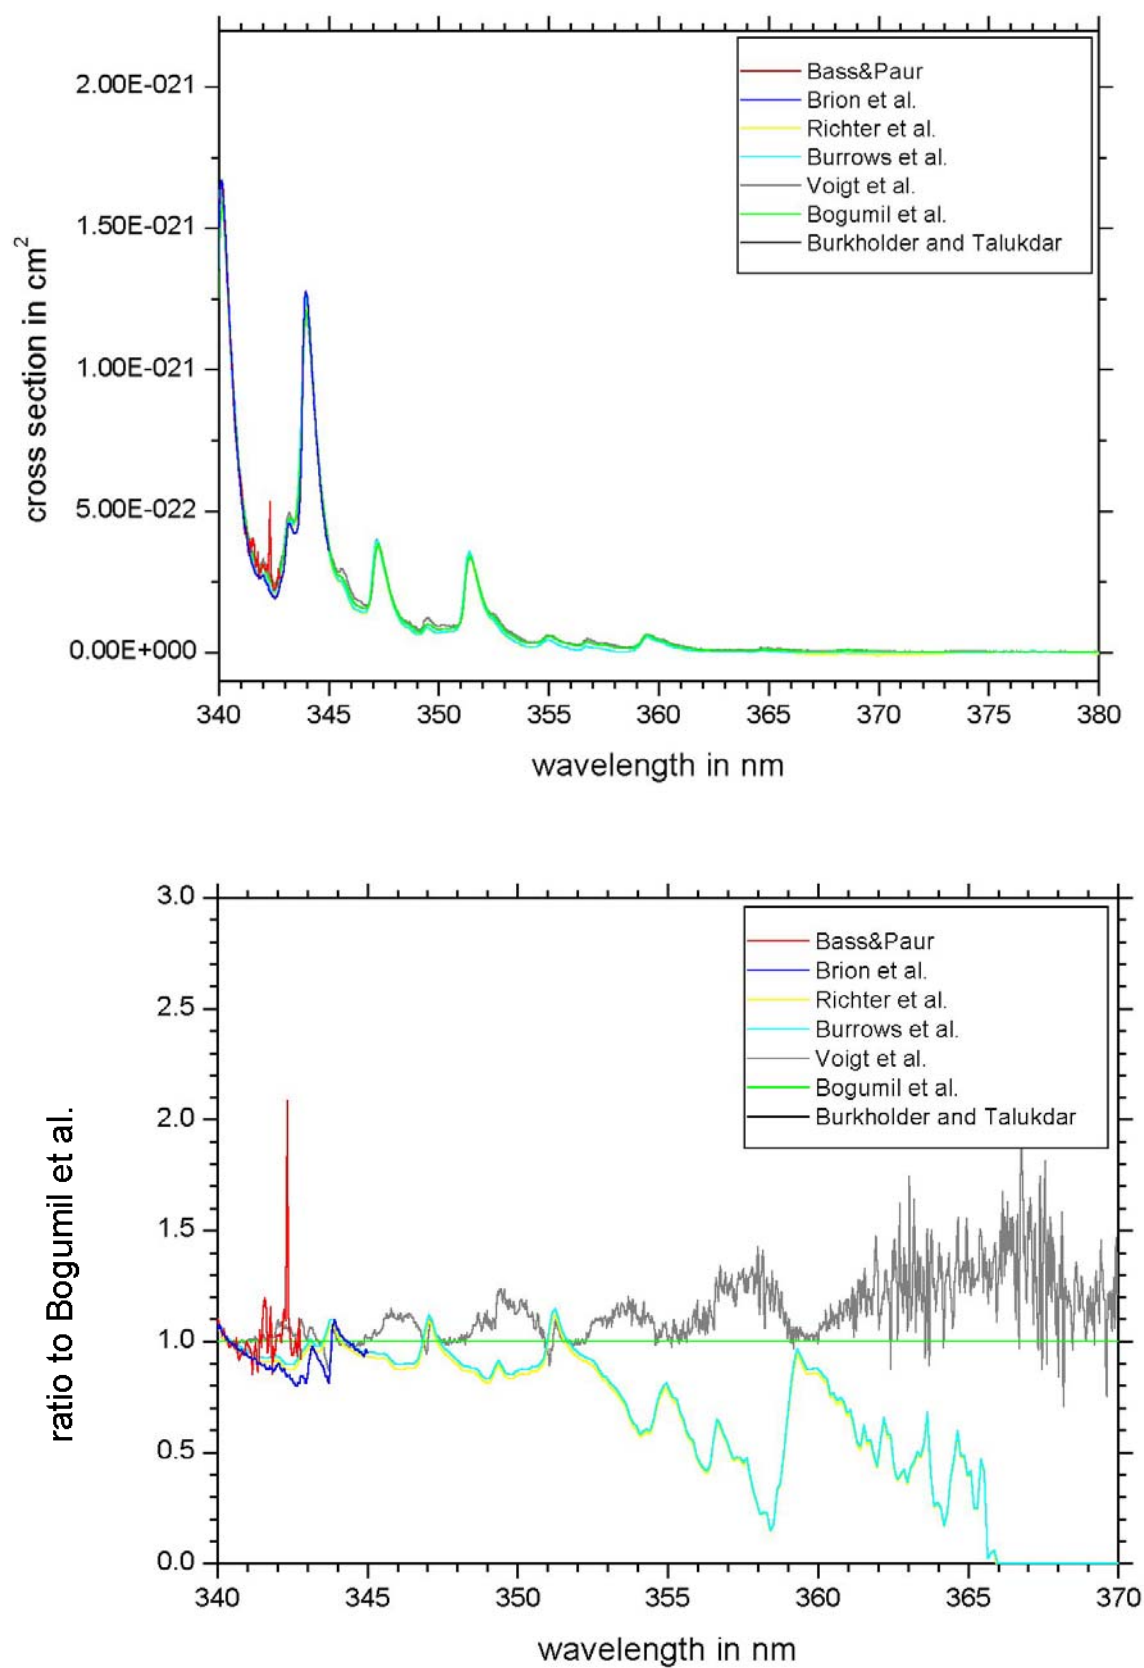 2.00E-021
1.50E-021
1.00E-021
5.00E-022
0.00E+000
cross section in cm²
Bass&Paur
Brion et al.
Richter et al.
Burrows et al.
Voigt et al.
Bogumil et al.
Burkholder and Talukdar
340 345 350 355 360 365 370 375 380
wavelength in nm
3.0
2.5
2.0
1.5
1.0
0.5
0.0
ratio to Bogumil et al.
Bass&Paur
Brion et al.
Richter et al.
Burrows et al.
Voigt et al.
Bogumil et al.
Burkholder and Talukdar
340 345 350 355 360 365 370
wavelength in nm